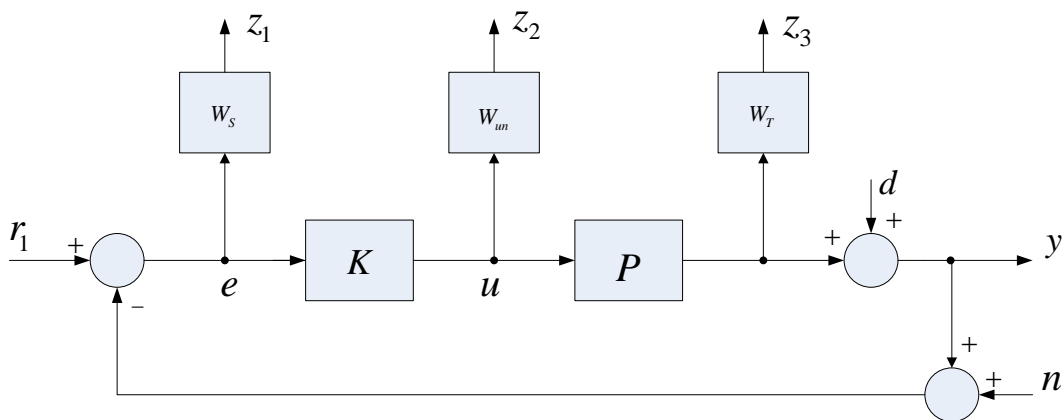 z1 z2 z3
WS Wun WT
d
r1 + K P + + y
e u
− +
+ n